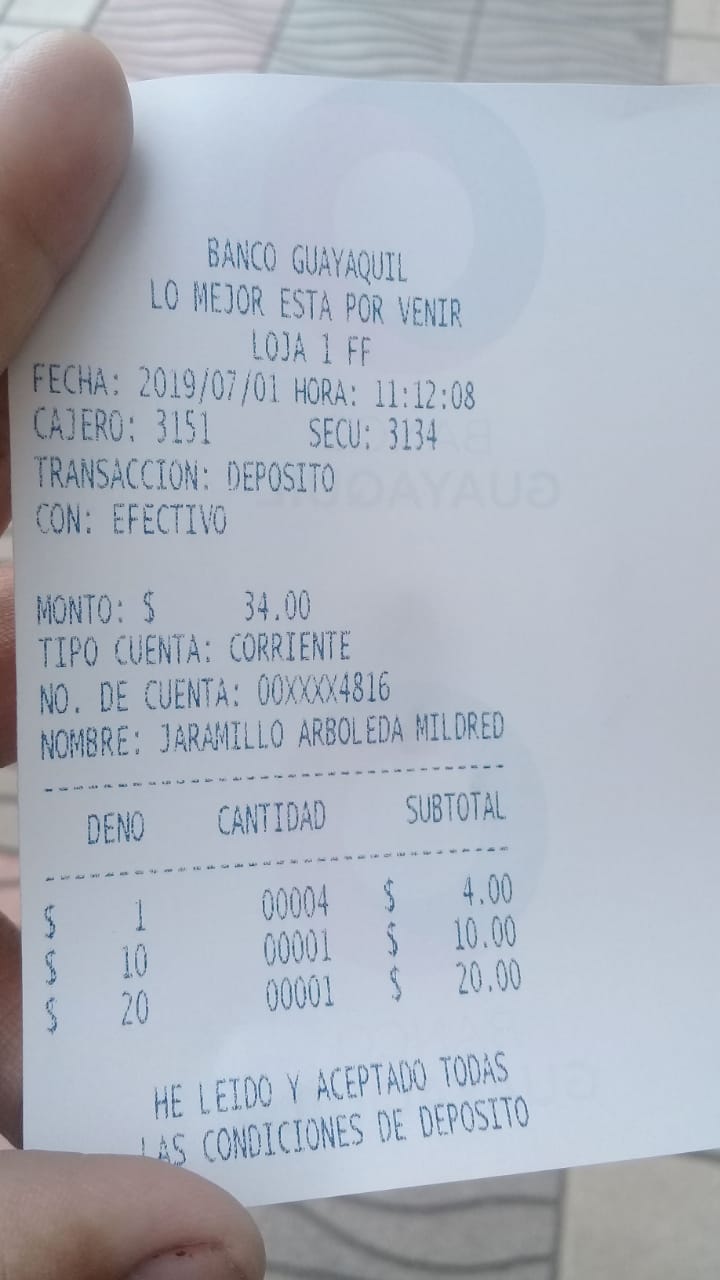 BANCO GUAYAQUIL
LO MEJOR ESTA POR VENIR
LOJA 1 FF
FECHA: 2019/07/01 HORA: 11:12:08
CAJERO: 3151 SECU: 3134
TRANSACCION: DEPOSITO
CON: EFECTIVO
MONTO: $ 34.00
TIPO CUENTA: CORRIENTE
NO. DE CUENTA: 00XXXX4816
NOMBRE: JARAMILLO ARBOLEDA MILDRED
DENO CANTIDAD SUBTOTAL
$ 1 00004 $ 4.00
$ 10 00001 $ 10.00
$ 20 00001 $ 20.00
HE LEIDO Y ACEPTADO TODAS
LAS CONDICIONES DE DEPOSITO